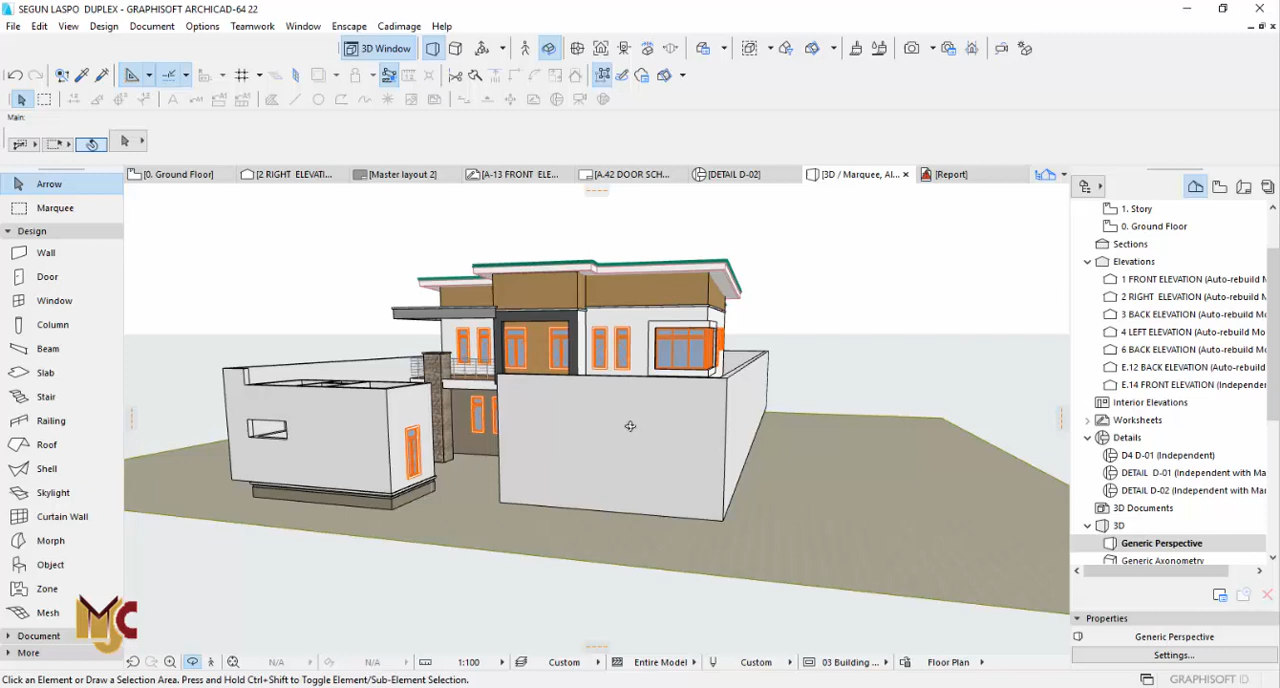 SEGUN LASPO DUPLEX - GRAPHISOFT ARCHICAD-64 22
File Edit View Design Document Options Teamwork Window Enscape Cadimage Help
3D Window
Main:
[0. Ground Floor]
[2 RIGHT ELEVATI...
[Master layout 2]
[A-13 FRONT ELE...
[A.42 DOOR SCH...
[DETAIL D-02]
[3D / Marquee, Al...
[Report]
Arrow
Marquee
Design
Wall
Door
Window
Column
Beam
Slab
Stair
Railing
Roof
Shell
Skylight
Curtain Wall
Morph
Object
Zone
Mesh
Document
More
MSC
1. Story
0. Ground Floor
Sections
Elevations
1 FRONT ELEVATION (Auto-rebuild M
2 RIGHT ELEVATION (Auto-rebuild M
3 BACK ELEVATION (Auto-rebuild Mo
4 LEFT ELEVATION (Auto-rebuild Mo
6 BACK ELEVATION (Auto-rebuild Mo
E.12 BACK ELEVATION (Auto-rebuild
E.14 FRONT ELEVATION (Independen
Interior Elevations
Worksheets
Details
D4 D-01 (Independent)
DETAIL D-01 (Independent with Mar
DETAIL D-02 (Independent with Mar
3D Documents
3D
Generic Perspective
Generic Axonometry
Properties
Generic Perspective
Settings...
N/A
N/A
1:100
Custom
Entire Model
Custom
03 Building ...
Floor Plan
Click an Element or Draw a Selection Area. Press and Hold Ctrl+Shift to Toggle Element/Sub-Element Selection.
GRAPHISOFT ID